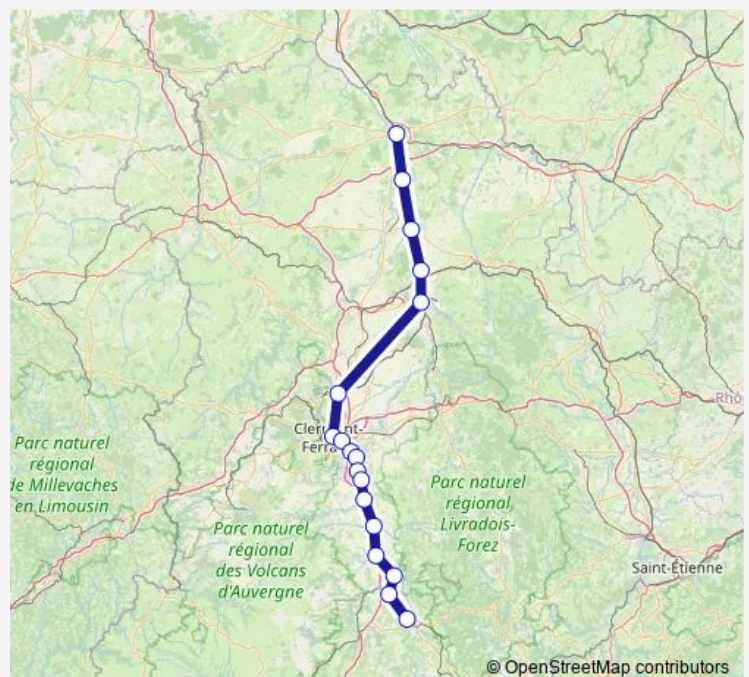 Clermont-
Ferra
Rhô
Parc naturel
régional
de Millevaches
en Limousin
Parc naturel
régional
Livradois-
Forez
Parc naturel
régional
des Volcans
d'Auvergne
Saint-Étienne
© OpenStreetMap contributors